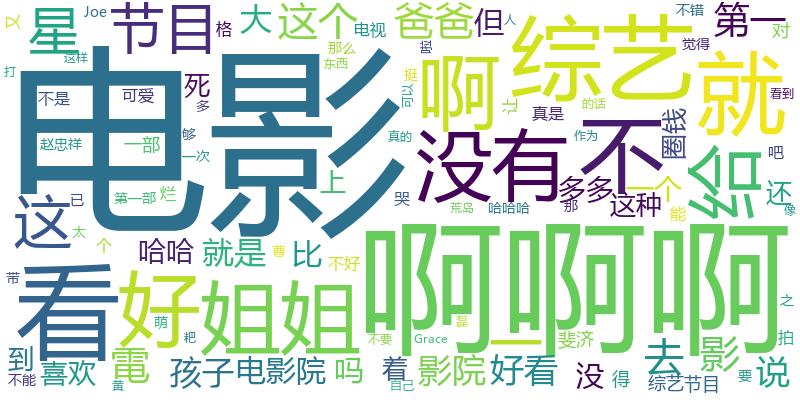 又
星
Joe
节目
格
大
这个
那么
电视
爸爸
但
人
综艺
不错
觉得
第一
对
打
这样
电影
死
多
东西
可以
挺
啊
让
的话
就
看到
不是
可爱
赵忠祥
一部
够
一次
真的
没有
真是
作为
不
圈钱
给
吧
这
已
太
第一部
烂
上
哭
荒岛
哈哈哈
多多
那
这种
一个
能
还
像
个
哈哈
就是
曹
比
不好
啊啊啊
带
看
好
萌
姐姐
磊
一
之
拍
到
不能
喜欢
電
黄
粑
孩子
电影院
吗
着
自己
不要
Grace
影院
好看
斐济
没
得
去
综艺节目
影
要
说